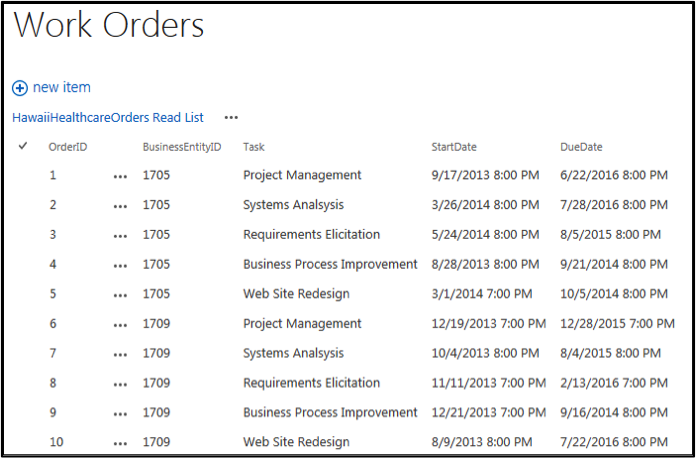 Work Orders
new item
HawaiiHealthcareOrders Read List ...
OrderID BusinessEntityID Task StartDate DueDate
1 ... 1705 Project Management 9/17/2013 8:00 PM 6/22/2016 8:00 PM
2 ... 1705 Systems Analsysis 3/26/2014 8:00 PM 7/28/2016 8:00 PM
3 ... 1705 Requirements Elicitation 5/24/2014 8:00 PM 8/5/2015 8:00 PM
4 ... 1705 Business Process Improvement 8/28/2013 8:00 PM 9/21/2014 8:00 PM
5 ... 1705 Web Site Redesign 3/1/2014 7:00 PM 10/5/2014 8:00 PM
6 ... 1709 Project Management 12/19/2013 7:00 PM 12/28/2015 7:00 PM
7 ... 1709 Systems Analsysis 10/4/2013 8:00 PM 8/4/2015 8:00 PM
8 ... 1709 Requirements Elicitation 11/11/2013 7:00 PM 2/13/2016 7:00 PM
9 ... 1709 Business Process Improvement 12/21/2013 7:00 PM 9/16/2014 8:00 PM
10 ... 1709 Web Site Redesign 8/9/2013 8:00 PM 7/22/2016 8:00 PM